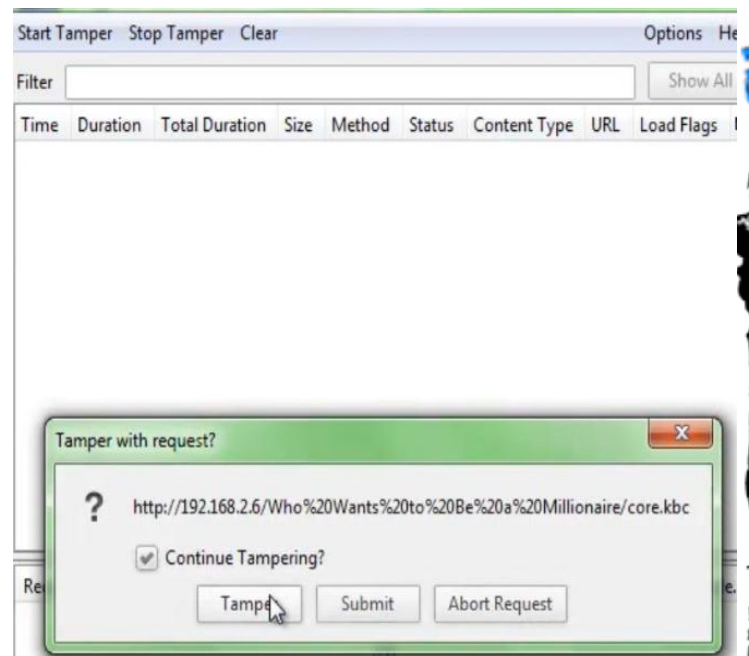 Start Tamper Stop Tamper Clear Options
Filter Show All
Time Duration Total Duration Size Method Status Content Type URL Load Flags
Tamper with request?
?
http://192.168.2.6/Who%20Wants%20to%20Be%20a%20Millionaire/core.kbc
Continue Tampering?
Submit Abort Request